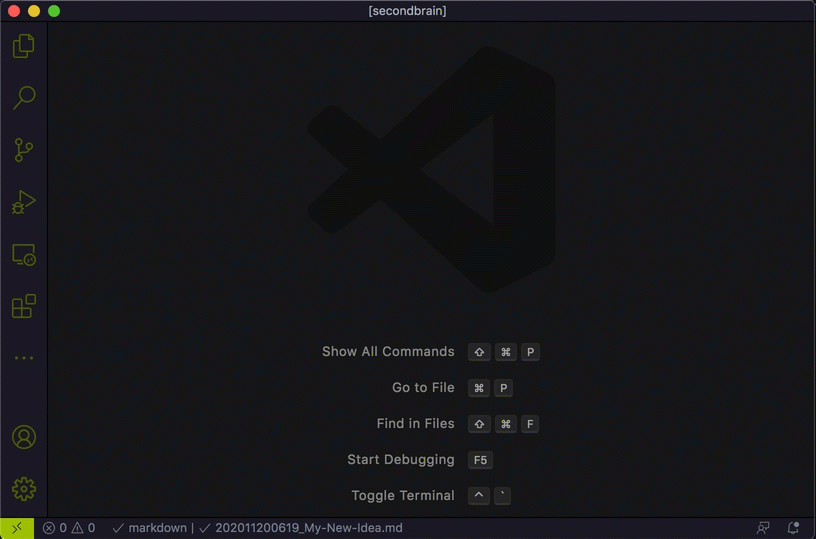 [secondbrain]
Show All Commands ⇧ ⌘ P
Go to File ⌘ P
Find in Files ⇧ ⌘ F
Start Debugging F5
Toggle Terminal ^ `
0 0 markdown | 202011200619_My-New-Idea.md